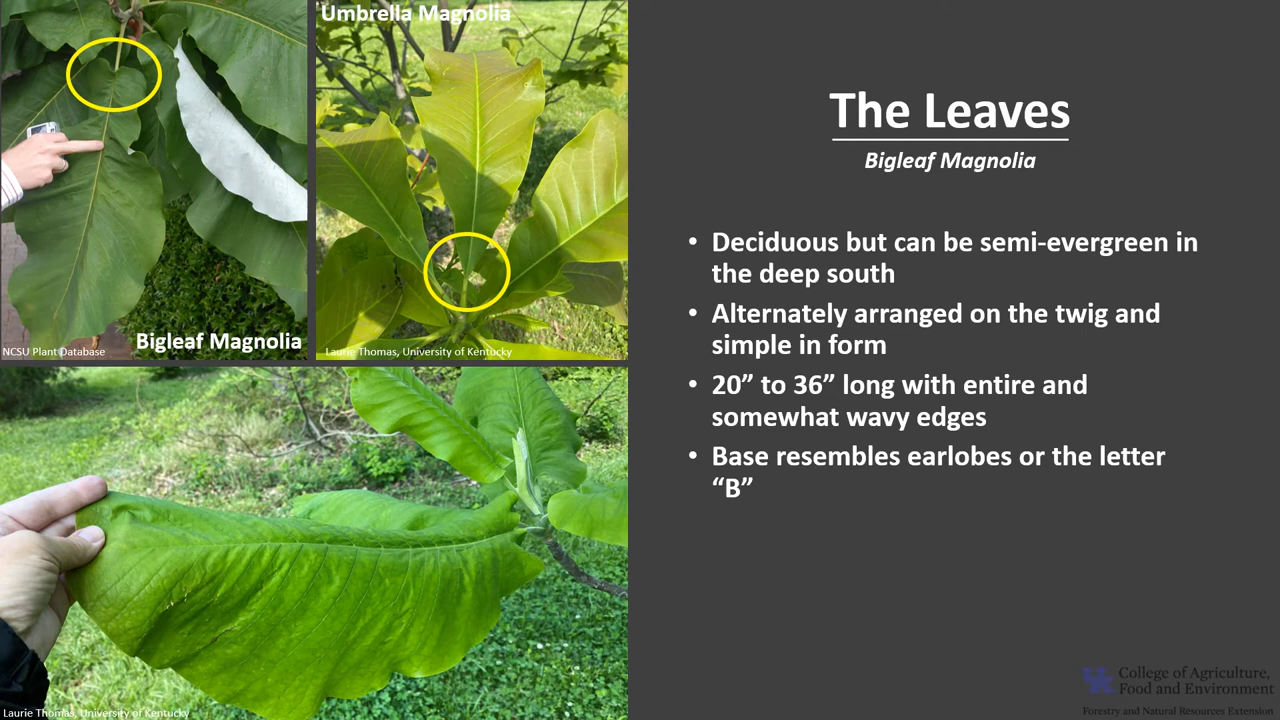 Umbrella Magnolia
Bigleaf Magnolia
NCSU Plant Database
Laurie Thomas, University of Kentucky
Laurie Thomas, University of Kentucky
The Leaves
Bigleaf Magnolia
• Deciduous but can be semi-evergreen in
the deep south
• Alternately arranged on the twig and
simple in form
• 20” to 36” long with entire and
somewhat wavy edges
• Base resembles earlobes or the letter
“B”
UK College of Agriculture,
Food and Environment
Forestry and Natural Resources Extension